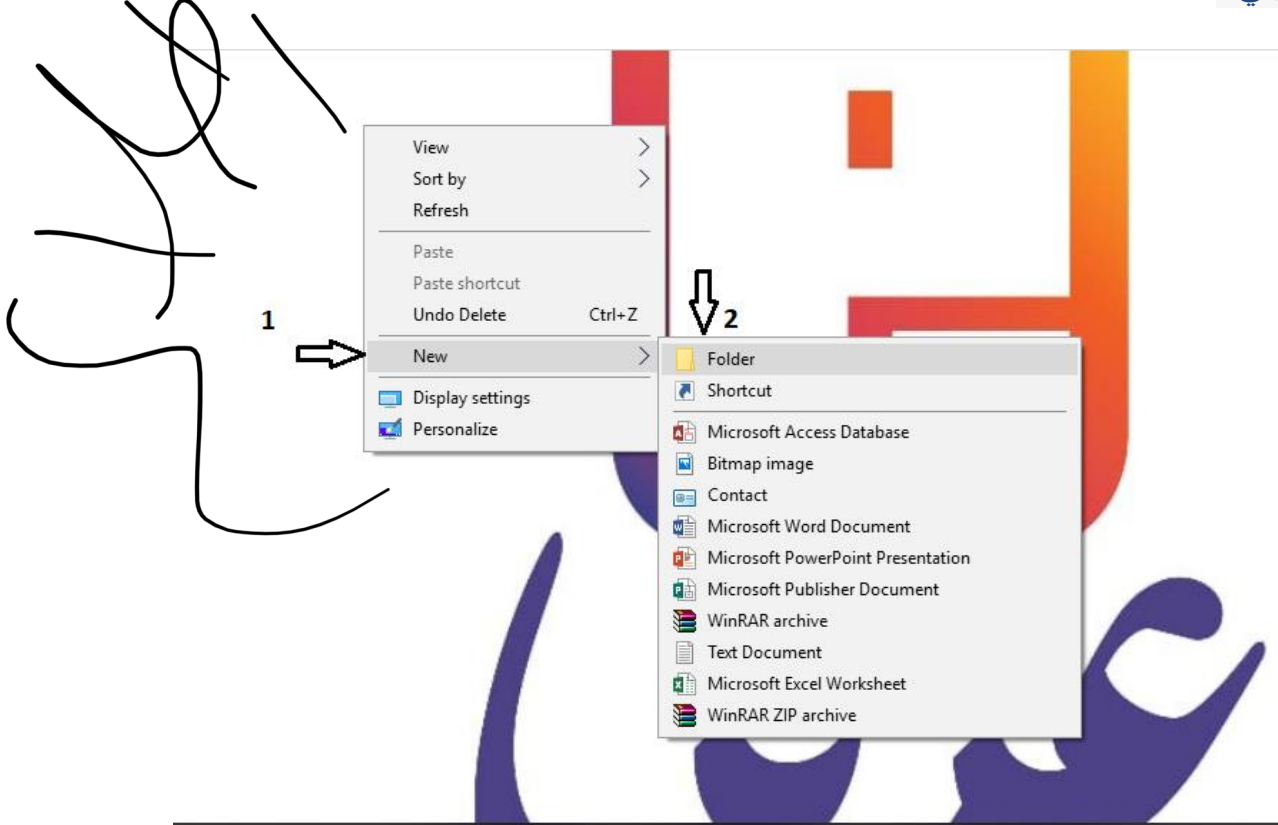 View
Sort by
Refresh
Paste
Paste shortcut
Undo Delete Ctrl+Z
1
2
New
Folder
Shortcut
Display settings
Personalize
Microsoft Access Database
Bitmap image
Contact
Microsoft Word Document
Microsoft PowerPoint Presentation
Microsoft Publisher Document
WinRAR archive
Text Document
Microsoft Excel Worksheet
WinRAR ZIP archive